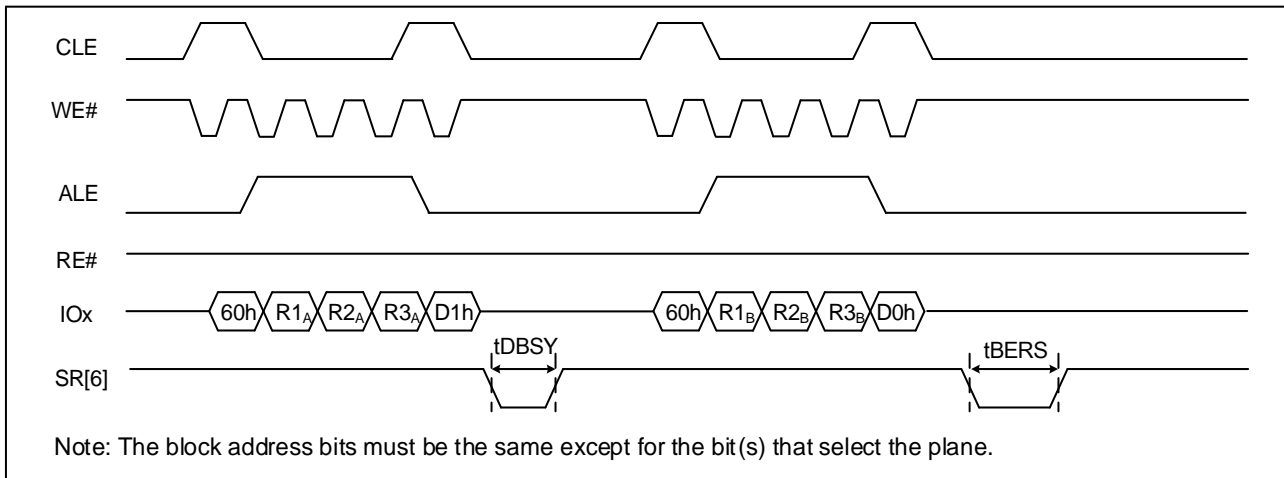 CLE
WE#
ALE
RE#
IOx 60h R1A R2A R3A D1h 60h R1B R2B R3B D0h
tDBSY tBERS
SR[6]
Note: The block address bits must be the same except for the bit(s) that select the plane.